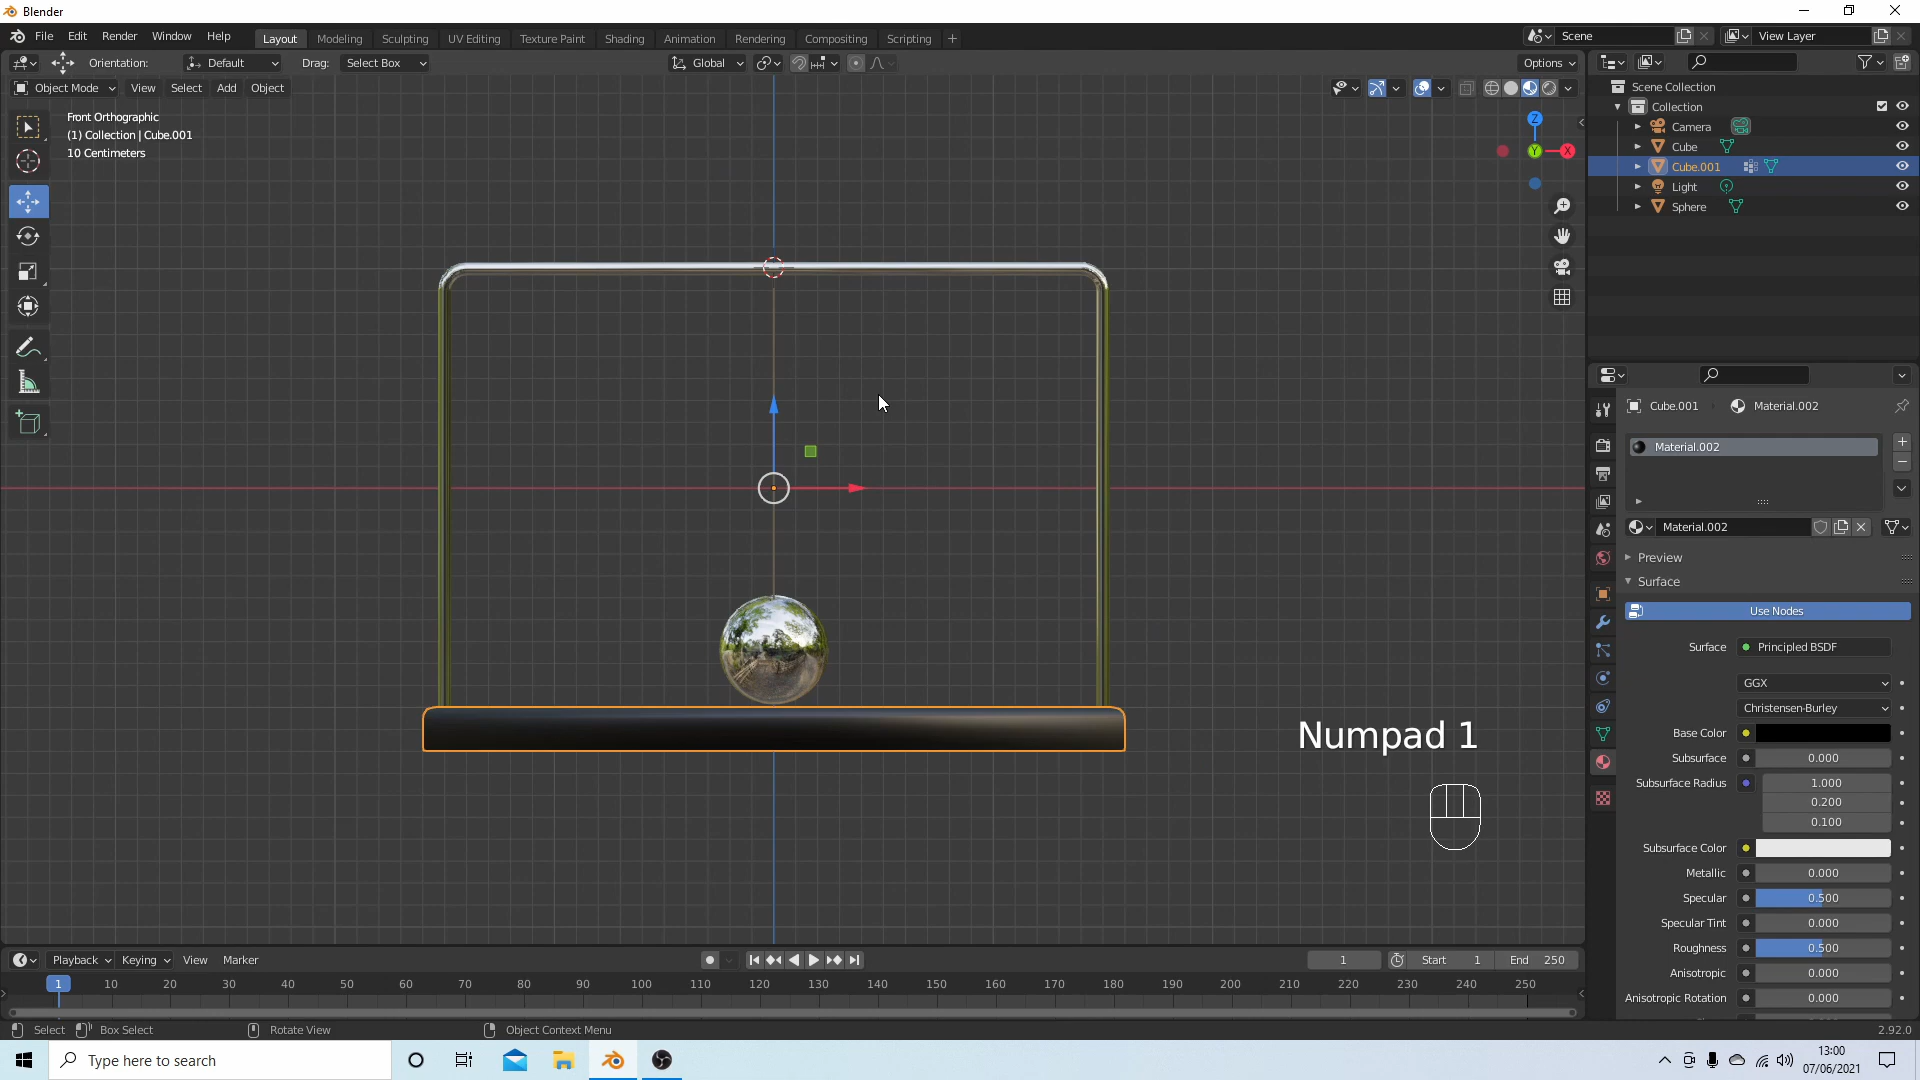 Blender
File Edit Render Window Help
Layout Modeling Sculpting UV Editing Texture Paint Shading Animation Rendering Compositing Scripting +
Scene View Layer
Orientation: Default Drag: Select Box Global Options
Object Mode View Select Add Object
Front Orthographic
(1) Collection | Cube.001
10 Centimeters
Z
Y
X
Numpad 1
Scene Collection
Collection
Camera
Cube
Cube.001
Light
Sphere
Cube.001 Material.002
Material.002
Material.002
Preview
Surface
Use Nodes
Surface Principled BSDF
GGX
Christensen-Burley
Base Color
Subsurface 0.000
Subsurface Radius 1.000
0.200
0.100
Subsurface Color
Metallic 0.000
Specular 0.500
Specular Tint 0.000
Roughness 0.500
Anisotropic 0.000
Anisotropic Rotation 0.000
Playback Keying View Marker 1 Start 1 End 250
1 10 20 30 40 50 60 70 80 90 100 110 120 130 140 150 160 170 180 190 200 210 220 230 240 250
Select Box Select Rotate View Object Context Menu 2.92.0
Type here to search
13:00
07/06/2021